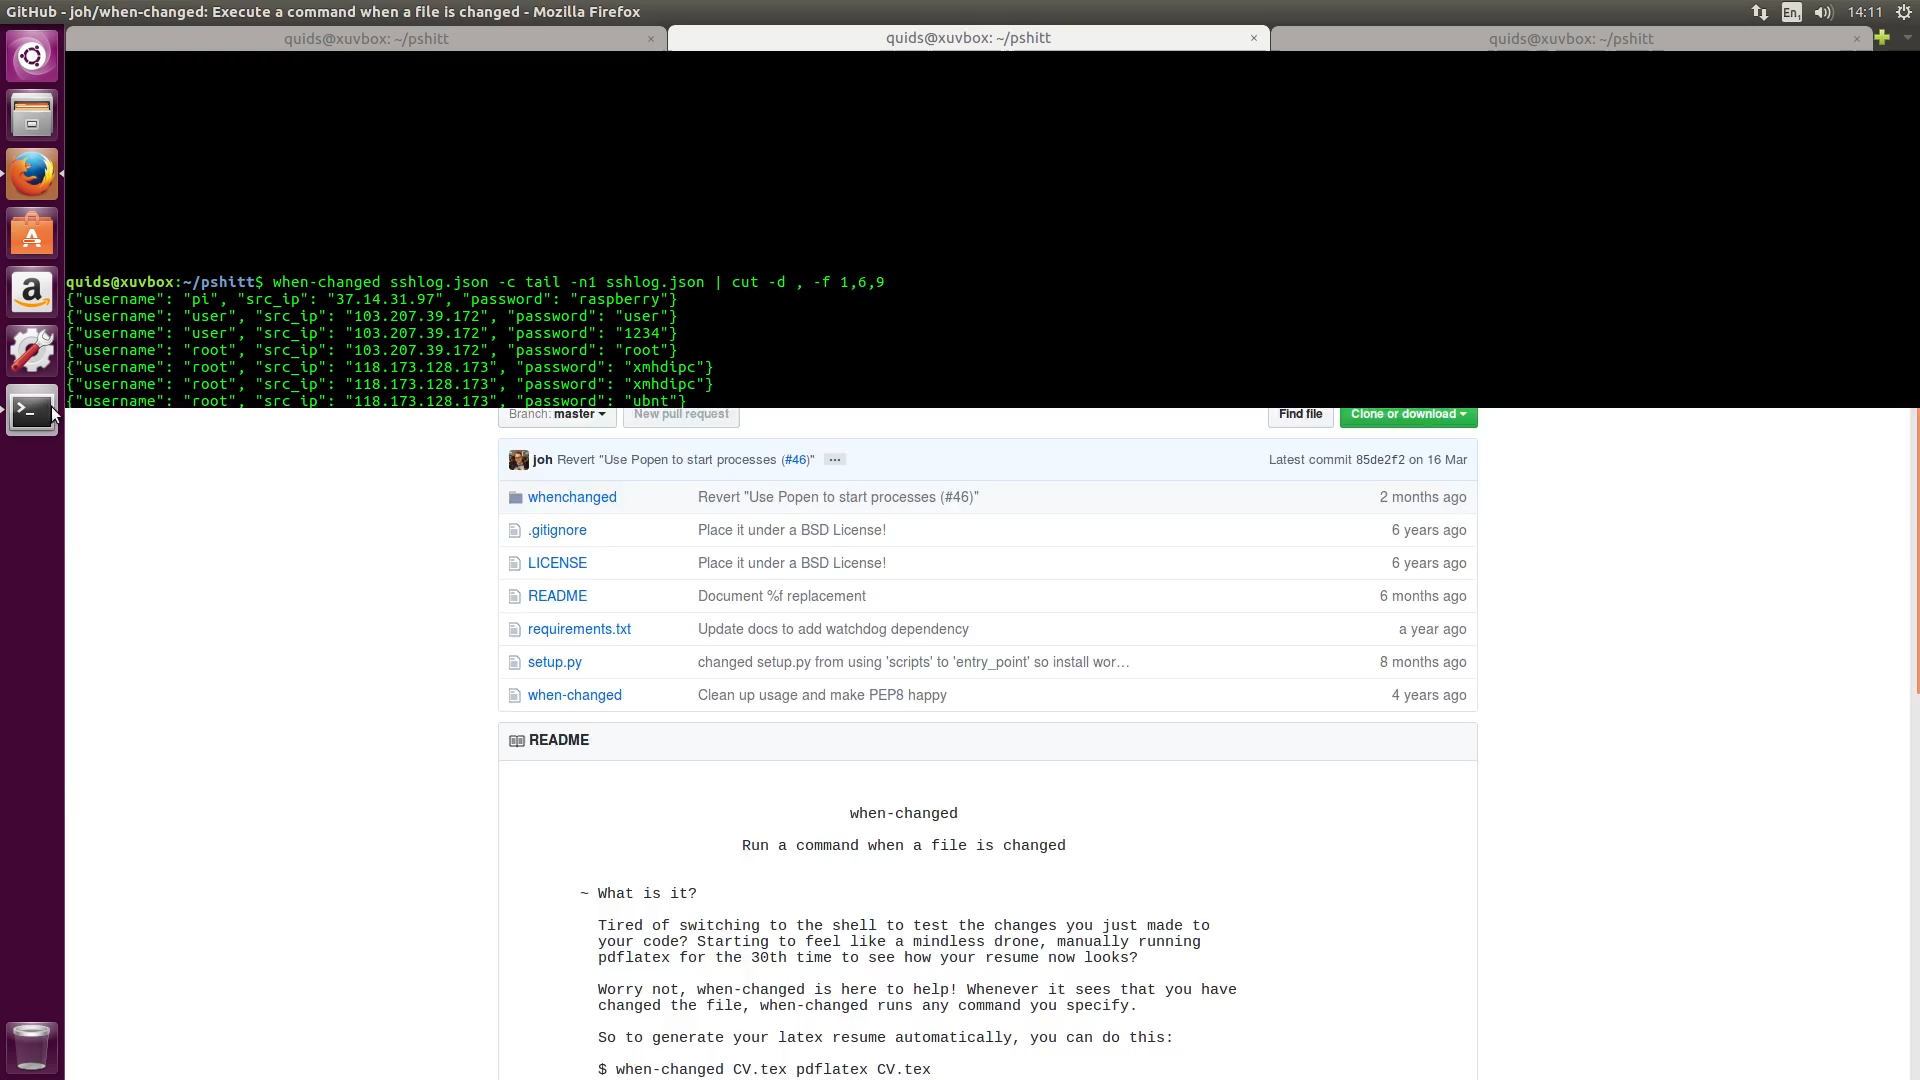 GitHub - joh/when-changed: Execute a command when a file is changed - Mozilla Firefox
En1
14:11
quids@xuvbox: ~/pshitt ×
quids@xuvbox: ~/pshitt ×
quids@xuvbox: ~/pshitt ×
quids@xuvbox:~/pshitt$ when-changed sshlog.json -c tail -n1 sshlog.json | cut -d , -f 1,6,9
{"username": "pi", "src_ip": "37.14.31.97", "password": "raspberry"}
{"username": "user", "src_ip": "103.207.39.172", "password": "user"}
{"username": "user", "src_ip": "103.207.39.172", "password": "1234"}
{"username": "root", "src_ip": "103.207.39.172", "password": "root"}
{"username": "root", "src_ip": "118.173.128.173", "password": "xmhdipc"}
{"username": "root", "src_ip": "118.173.128.173", "password": "xmhdipc"}
{"username": "root", "src_ip": "118.173.128.173", "password": "ubnt"}
Branch: master
New pull request
Find file
Clone or download
joh Revert "Use Popen to start processes (#46)" ...
Latest commit 85de2f2 on 16 Mar
whenchanged Revert "Use Popen to start processes (#46)" 2 months ago
.gitignore Place it under a BSD License! 6 years ago
LICENSE Place it under a BSD License! 6 years ago
README Document %f replacement 6 months ago
requirements.txt Update docs to add watchdog dependency a year ago
setup.py changed setup.py from using 'scripts' to 'entry_point' so install wor… 8 months ago
when-changed Clean up usage and make PEP8 happy 4 years ago
README
when-changed
Run a command when a file is changed
~ What is it?
Tired of switching to the shell to test the changes you just made to
your code? Starting to feel like a mindless drone, manually running
pdflatex for the 30th time to see how your resume now looks?
Worry not, when-changed is here to help! Whenever it sees that you have
changed the file, when-changed runs any command you specify.
So to generate your latex resume automatically, you can do this:
$ when-changed CV.tex pdflatex CV.tex